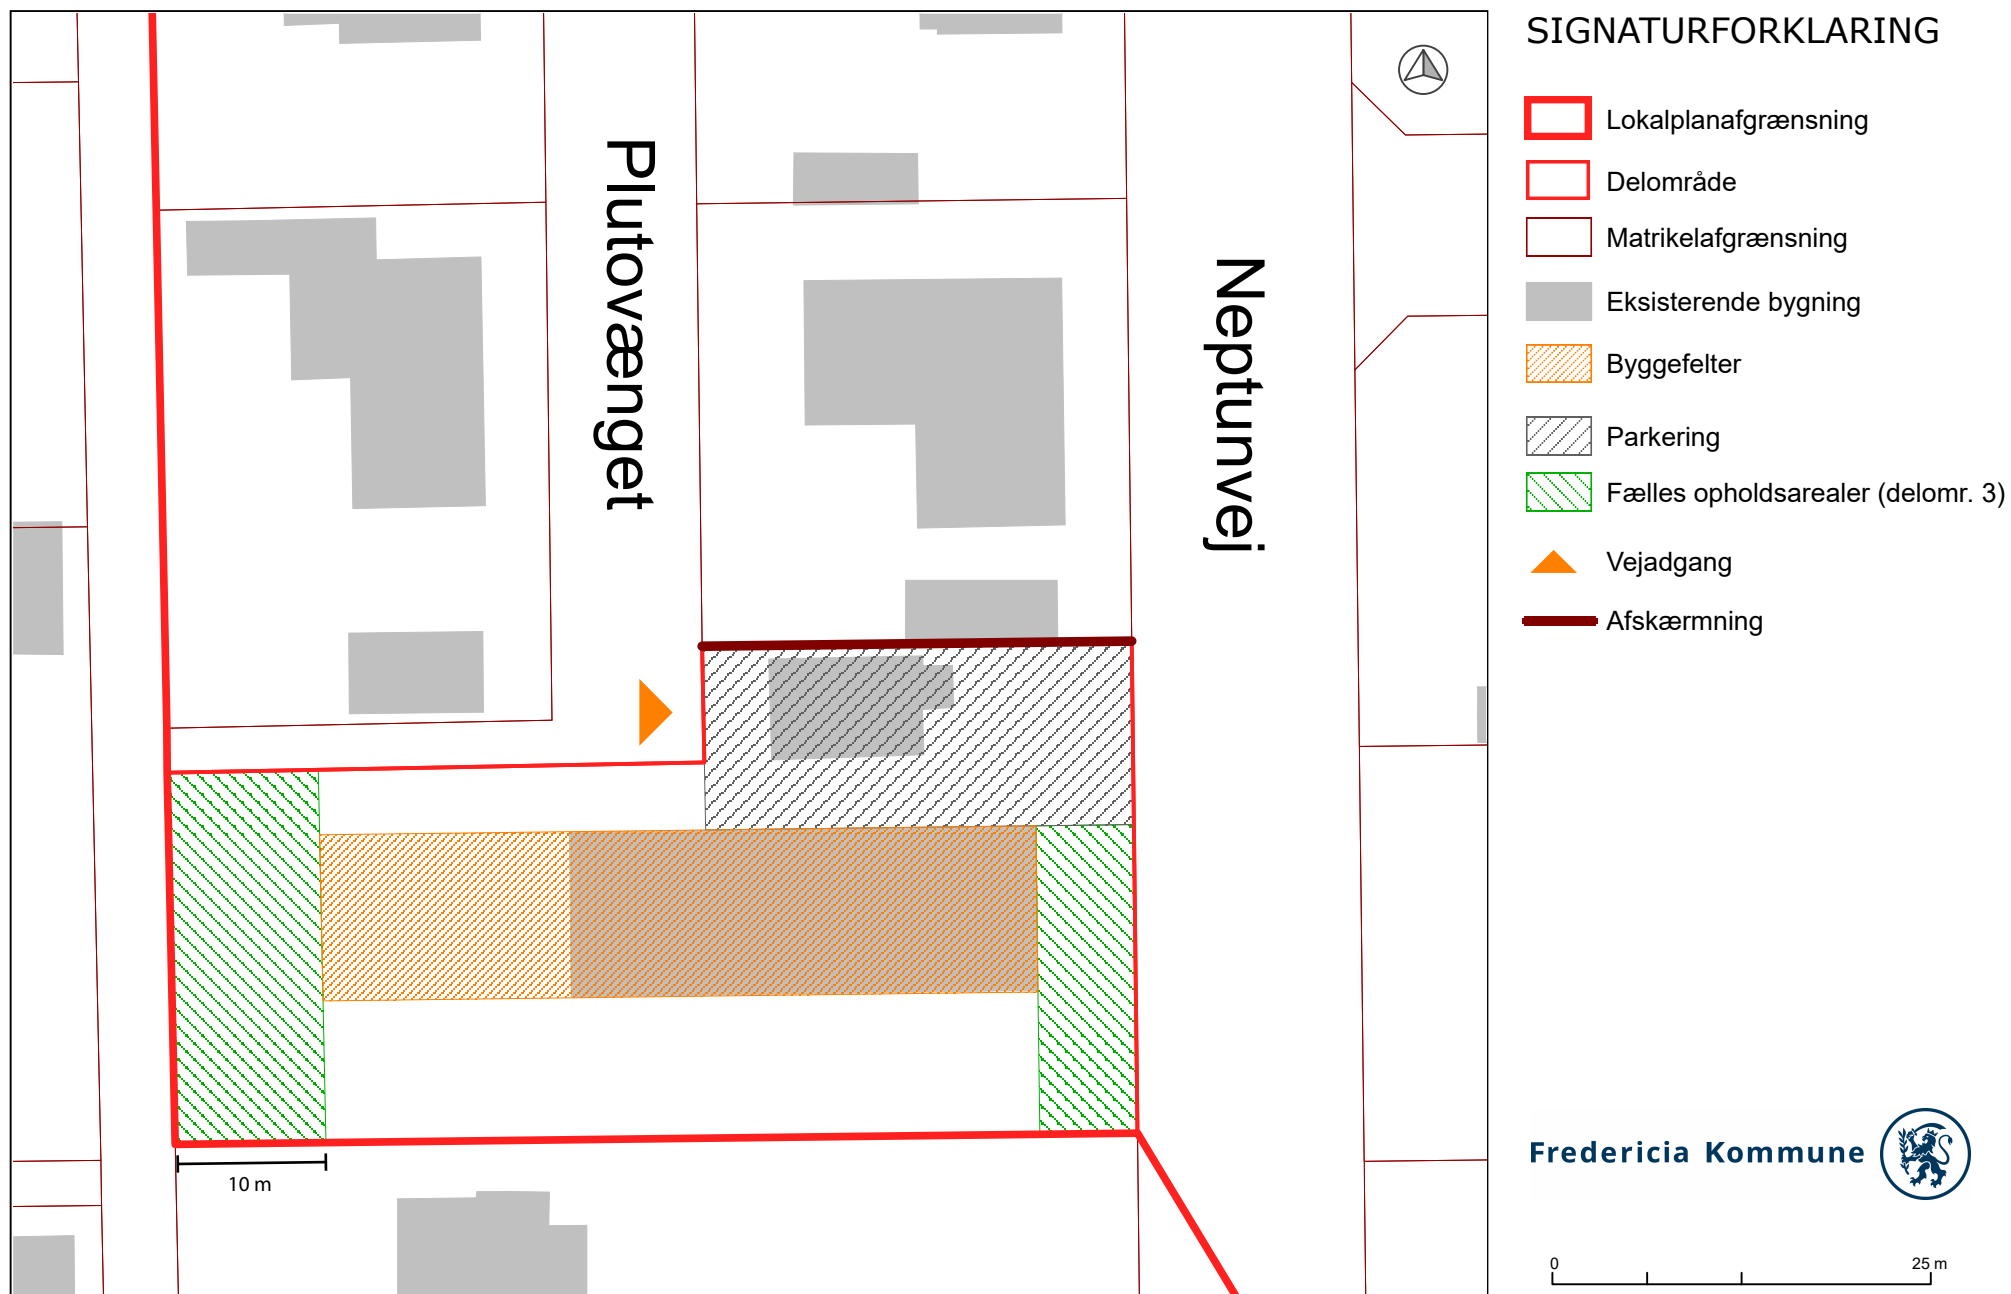 Plutovænget
Neptunvej
10 m
SIGNATURFORKLARING
Lokalplanafgrænsning
Delområde
Matrikelafgrænsning
Eksisterende bygning
Byggefelter
Parkering
Fælles opholdsarealer (delomr. 3)
Vejadgang
Afskærmning
Fredericia Kommune
0 25 m